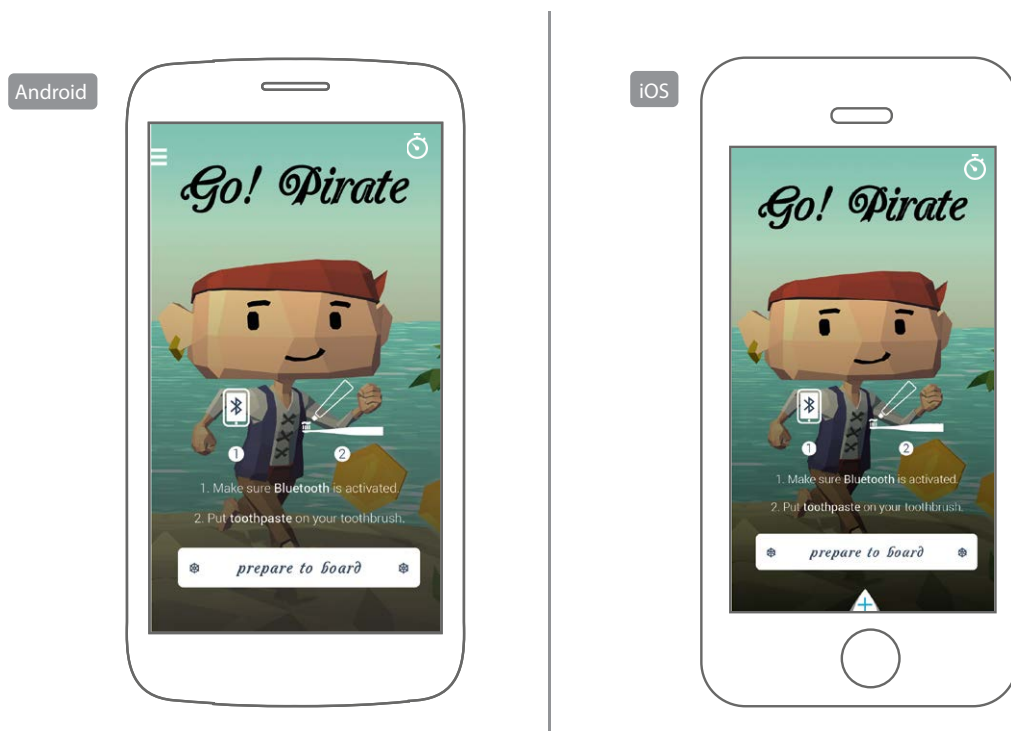 Android
Go! Pirate
1
2
1. Make sure Bluetooth is activated.
2. Put toothpaste on your toothbrush.
prepare to board
iOS
Go! Pirate
1
2
1. Make sure Bluetooth is activated.
2. Put toothpaste on your toothbrush.
prepare to board